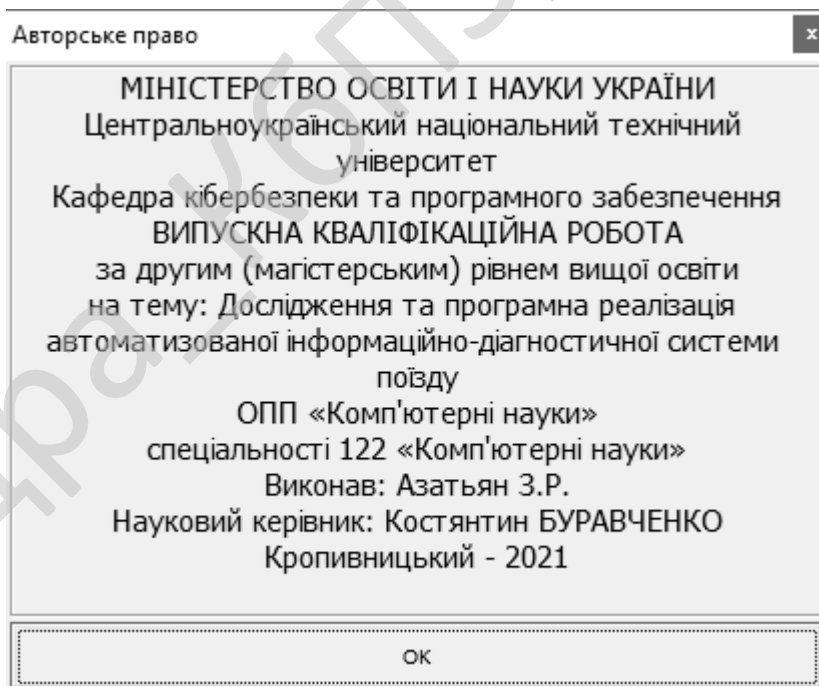 Авторське право
x
МІНІСТЕРСТВО ОСВІТИ І НАУКИ УКРАЇНИ
Центральноукраїнський національний технічний
університет
Кафедра кібербезпеки та програмного забезпечення
ВИПУСКНА КВАЛІФІКАЦІЙНА РОБОТА
за другим (магістерським) рівнем вищої освіти
на тему: Дослідження та програмна реалізація
автоматизованої інформаційно-діагностичної системи
поїзду
ОПП «Комп'ютерні науки»
спеціальності 122 «Комп'ютерні науки»
Виконав: Азатьян З.Р.
Науковий керівник: Костянтин БУРАВЧЕНКО
Кропивницький - 2021
ОК